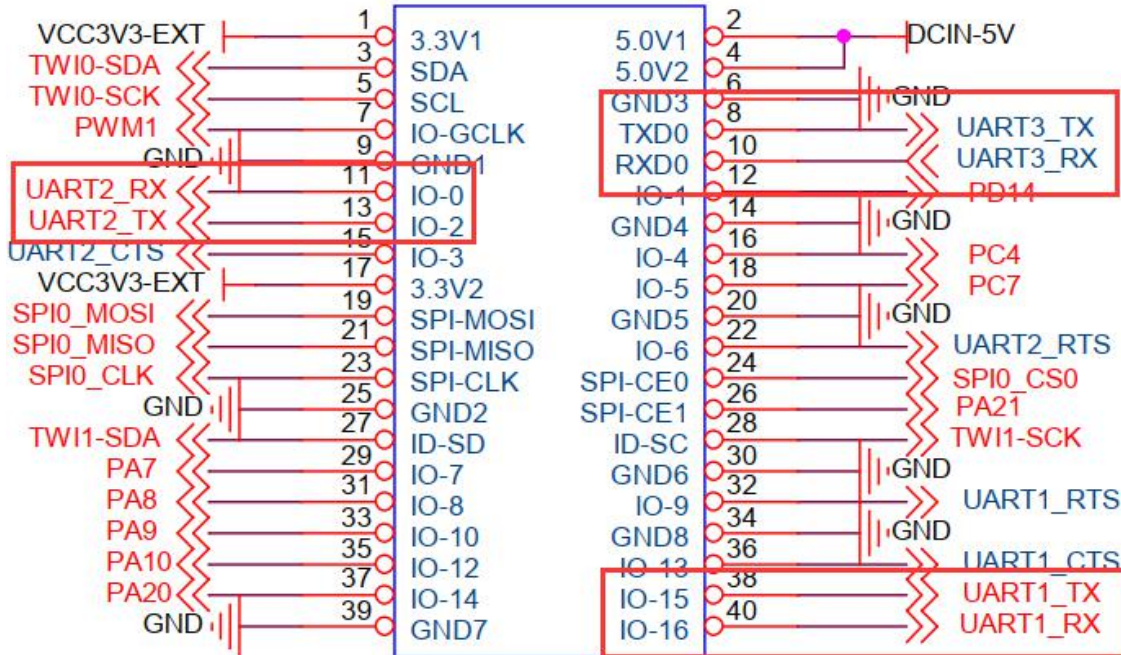 VCC3V3-EXT 1 3.3V1 5.0V1 2 DCIN-5V
TWI0-SDA 3 SDA 5.0V2 4
TWI0-SCK 5 SCL GND3 6 GND
PWM1 7 IO-GCLK TXD0 8 UART3_TX
GND 9 GND1 RXD0 10 UART3_RX
UART2_RX 11 IO-0 IO-1 12 PD14
UART2_TX 13 IO-2 GND4 14 GND
UART2_CTS 15 IO-3 IO-4 16 PC4
VCC3V3-EXT 17 3.3V2 IO-5 18 PC7
SPI0_MOSI 19 SPI-MOSI GND5 20 GND
SPI0_MISO 21 SPI-MISO IO-6 22 UART2_RTS
SPI0_CLK 23 SPI-CLK SPI-CE0 24 SPI0_CS0
GND 25 GND2 SPI-CE1 26 PA21
TWI1-SDA 27 ID-SD ID-SC 28 TWI1-SCK
PA7 29 IO-7 GND6 30 GND
PA8 31 IO-8 IO-9 32 UART1_RTS
PA9 33 IO-10 GND8 34 GND
PA10 35 IO-12 IO-13 36 UART1_CTS
PA20 37 IO-14 IO-15 38 UART1_TX
GND 39 GND7 IO-16 40 UART1_RX